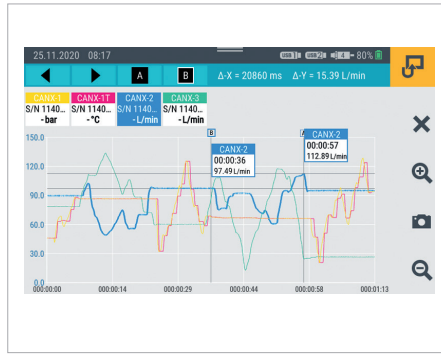 25.11.2020 08:17 USB1 USB2 4 80%
A B Δ-X = 20860 ms Δ-Y = 15.39 L/min
CANX-1 CANX-1T CANX-2 CANX-3
S/N 1140... S/N 1140... S/N 1140... S/N 1140...
- bar - °C - L/min - L/min
150.0
B A
CANX-2
00:00:36
97.49 L/min
CANX-2
00:00:57
112.89 L/min
120.0
90.0
60.0
30.0
0.0
000:00:00 000:00:14 000:00:29 000:00:44 000:00:58 000:01:13